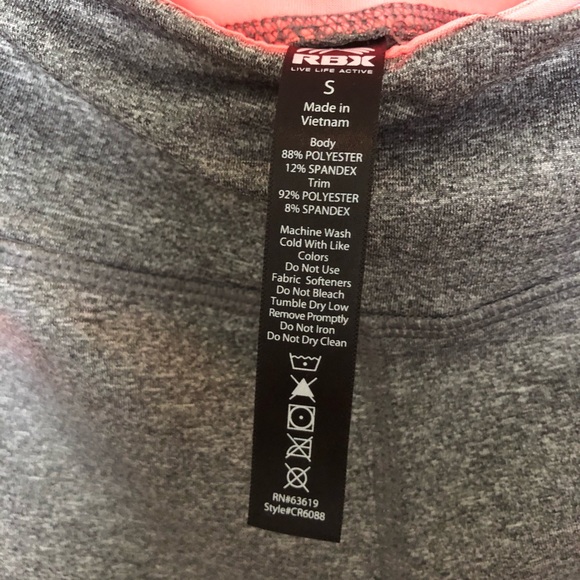 RBX
LIVE LIFE ACTIVE
S
Made in
Vietnam
Body
88% POLYESTER
12% SPANDEX
Trim
92% POLYESTER
8% SPANDEX
Machine Wash
Cold With Like
Colors
Do Not Use
Fabric Softeners
Do Not Bleach
Tumble Dry Low
Remove Promptly
Do Not Iron
Do Not Dry Clean
RN#63619
Style#CR6088